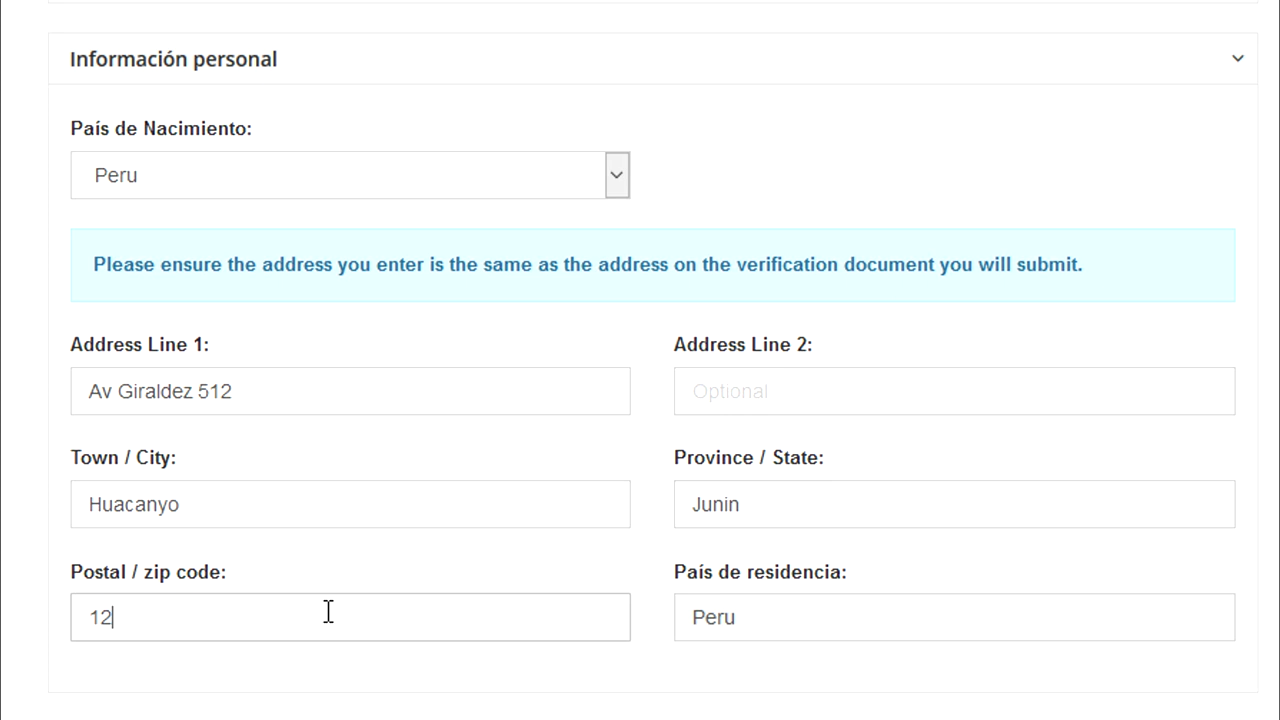 Información personal
País de Nacimiento:
Peru
Please ensure the address you enter is the same as the address on the verification document you will submit.
Address Line 1:
Address Line 2:
Av Giraldez 512
Optional
Town / City:
Province / State:
Huacanyo
Junin
Postal / zip code:
País de residencia:
12
Peru